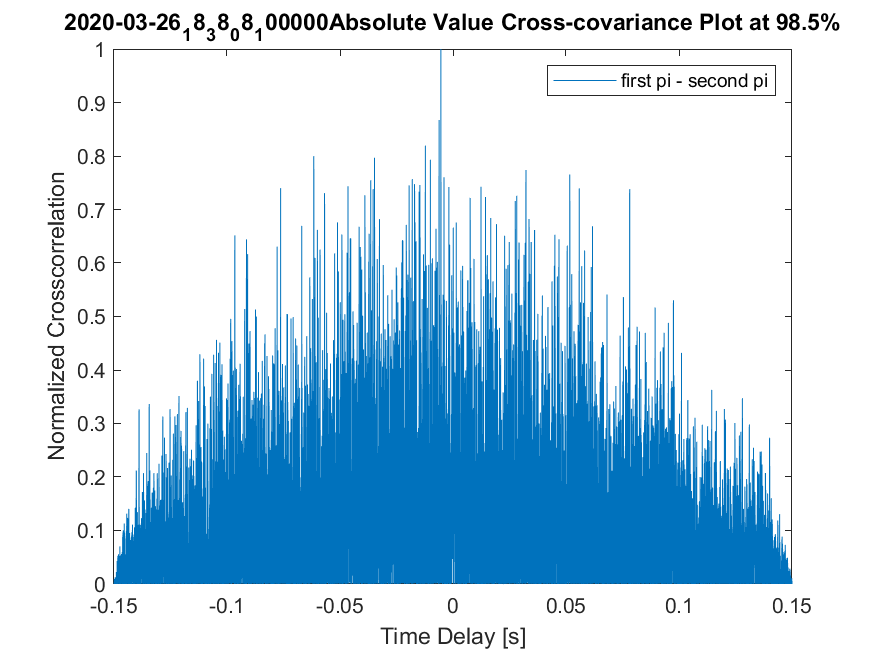 2020-03-26₁8₃8₀8₁00000Absolute Value Cross-covariance Plot at 98.5%
first pi - second pi
Normalized Crosscorrelation
1
0.9
0.8
0.7
0.6
0.5
0.4
0.3
0.2
0.1
0
-0.15 -0.1 -0.05 0 0.05 0.1 0.15
Time Delay [s]